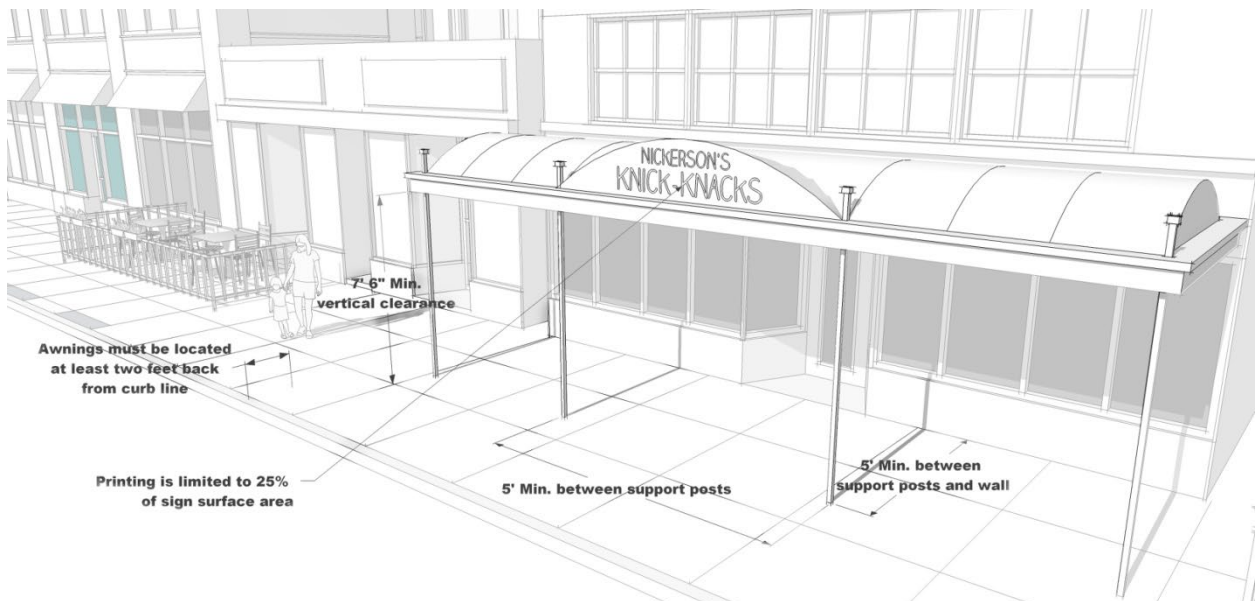 NICKERSON'S
KNICK-KNACKS
7' 6" Min.
vertical clearance
Awnings must be located
at least two feet back
from curb line
Printing is limited to 25%
of sign surface area
5' Min. between support posts
5' Min. between
support posts and wall